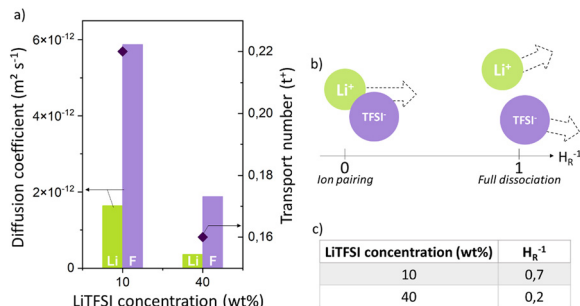 a)
Diffusion coefficient (m² s⁻¹)
6×10⁻¹²
4×10⁻¹²
2×10⁻¹²
0
Li F
Li F
10
40
LiTFSI concentration (wt%)
0,22
0,20
0,18
0,16
Transport number (t⁺)
b)
Li⁺
TFSI⁻
Li⁺
TFSI⁻
0
1
H_R⁻¹
Ion pairing
Full dissociation
c)
LiTFSI concentration (wt%) H_R⁻¹
10 0,7
40 0,2